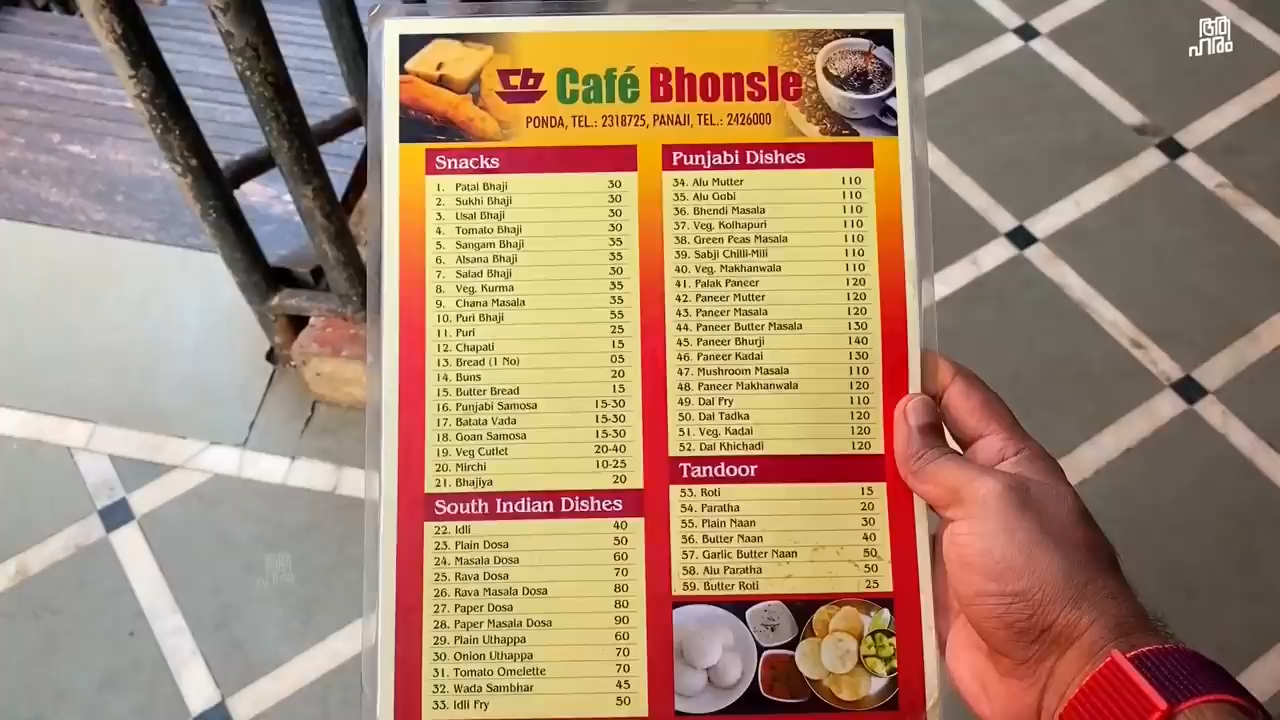 ആ
ഹാരം
cb Café Bhonsle
PONDA, TEL.: 2318725, PANAJI, TEL.: 2426000
Snacks
1. Patal Bhaji 30
2. Sukhi Bhaji 30
3. Usal Bhaji 30
4. Tomato Bhaji 30
5. Sangam Bhaji 35
6. Alsana Bhaji 35
7. Salad Bhaji 30
8. Veg. Kurma 35
9. Chana Masala 35
10. Puri Bhaji 55
11. Puri 25
12. Chapati 15
13. Bread (1 No) 05
14. Buns 20
15. Butter Bread 15
16. Punjabi Samosa 15-30
17. Batata Vada 15-30
18. Goan Samosa 15-30
19. Veg Cutlet 20-40
20. Mirchi 10-25
21. Bhajiya 20
South Indian Dishes
22. Idli 40
23. Plain Dosa 50
24. Masala Dosa 60
25. Rava Dosa 70
26. Rava Masala Dosa 80
27. Paper Dosa 80
28. Paper Masala Dosa 90
29. Plain Uthappa 60
30. Onion Uthappa 70
31. Tomato Omelette 70
32. Wada Sambhar 45
33. Idli Fry 50
Punjabi Dishes
34. Alu Mutter 110
35. Alu Gobi 110
36. Bhendi Masala 110
37. Veg. Kolhapuri 110
38. Green Peas Masala 110
39. Sabji Chilli-Mili 110
40. Veg. Makhanwala 110
41. Palak Paneer 120
42. Paneer Mutter 120
43. Paneer Masala 120
44. Paneer Butter Masala 130
45. Paneer Bhurji 140
46. Paneer Kadai 130
47. Mushroom Masala 110
48. Paneer Makhanwala 120
49. Dal Fry 110
50. Dal Tadka 120
51. Veg. Kadai 120
52. Dal Khichadi 120
Tandoor
53. Roti 15
54. Paratha 20
55. Plain Naan 30
56. Butter Naan 40
57. Garlic Butter Naan 50
58. Alu Paratha 50
59. Butter Roti 25